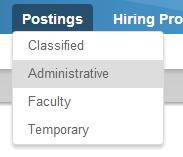 Postings Hiring Pro
Classified
Administrative
Faculty
Temporary